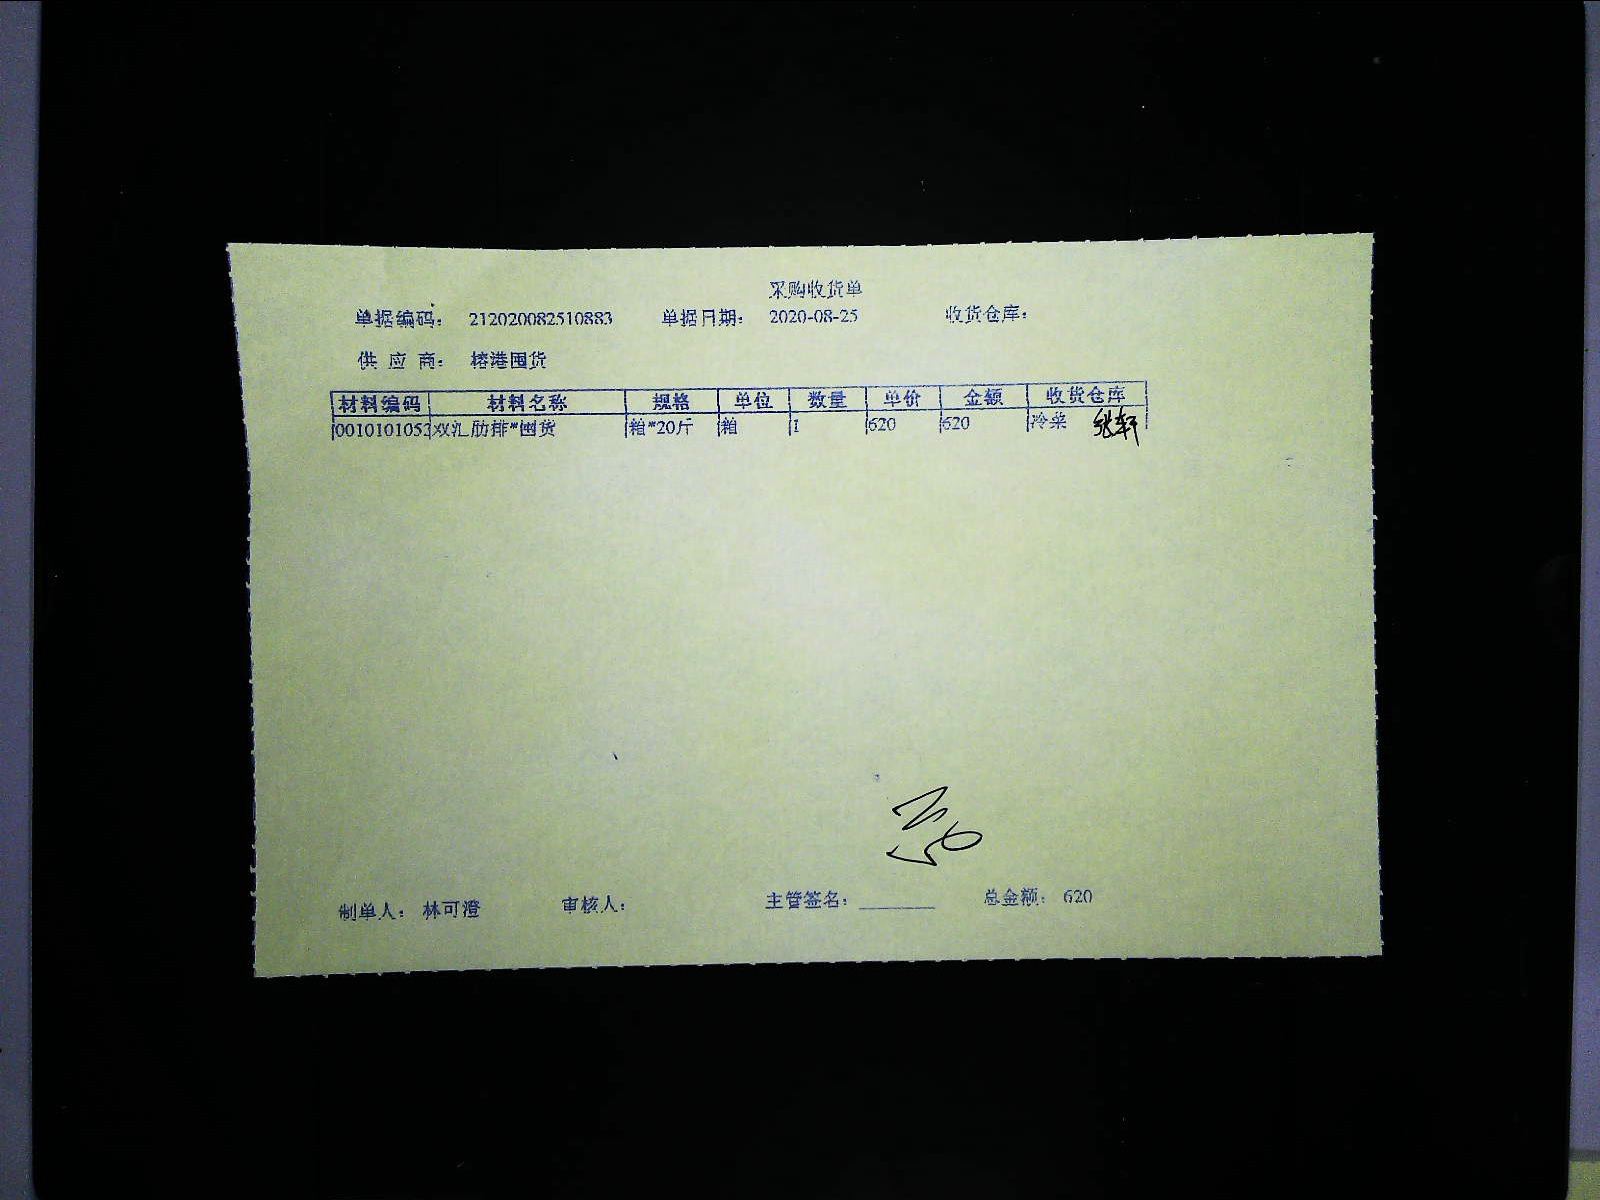 采购收货单
单据编码： 212020082510883 单据日期： 2020-08-25 收货仓库：
供 应 商： 榕港囤货
材料编码 材料名称 规格 单位 数量 单价 金额 收货仓库
0010101053 双汇肋排*囤货 箱*20斤 箱 1 620 620 冷菜 张轩
制单人： 林可澄 审核人： 主管签名：________ 总金额： 620